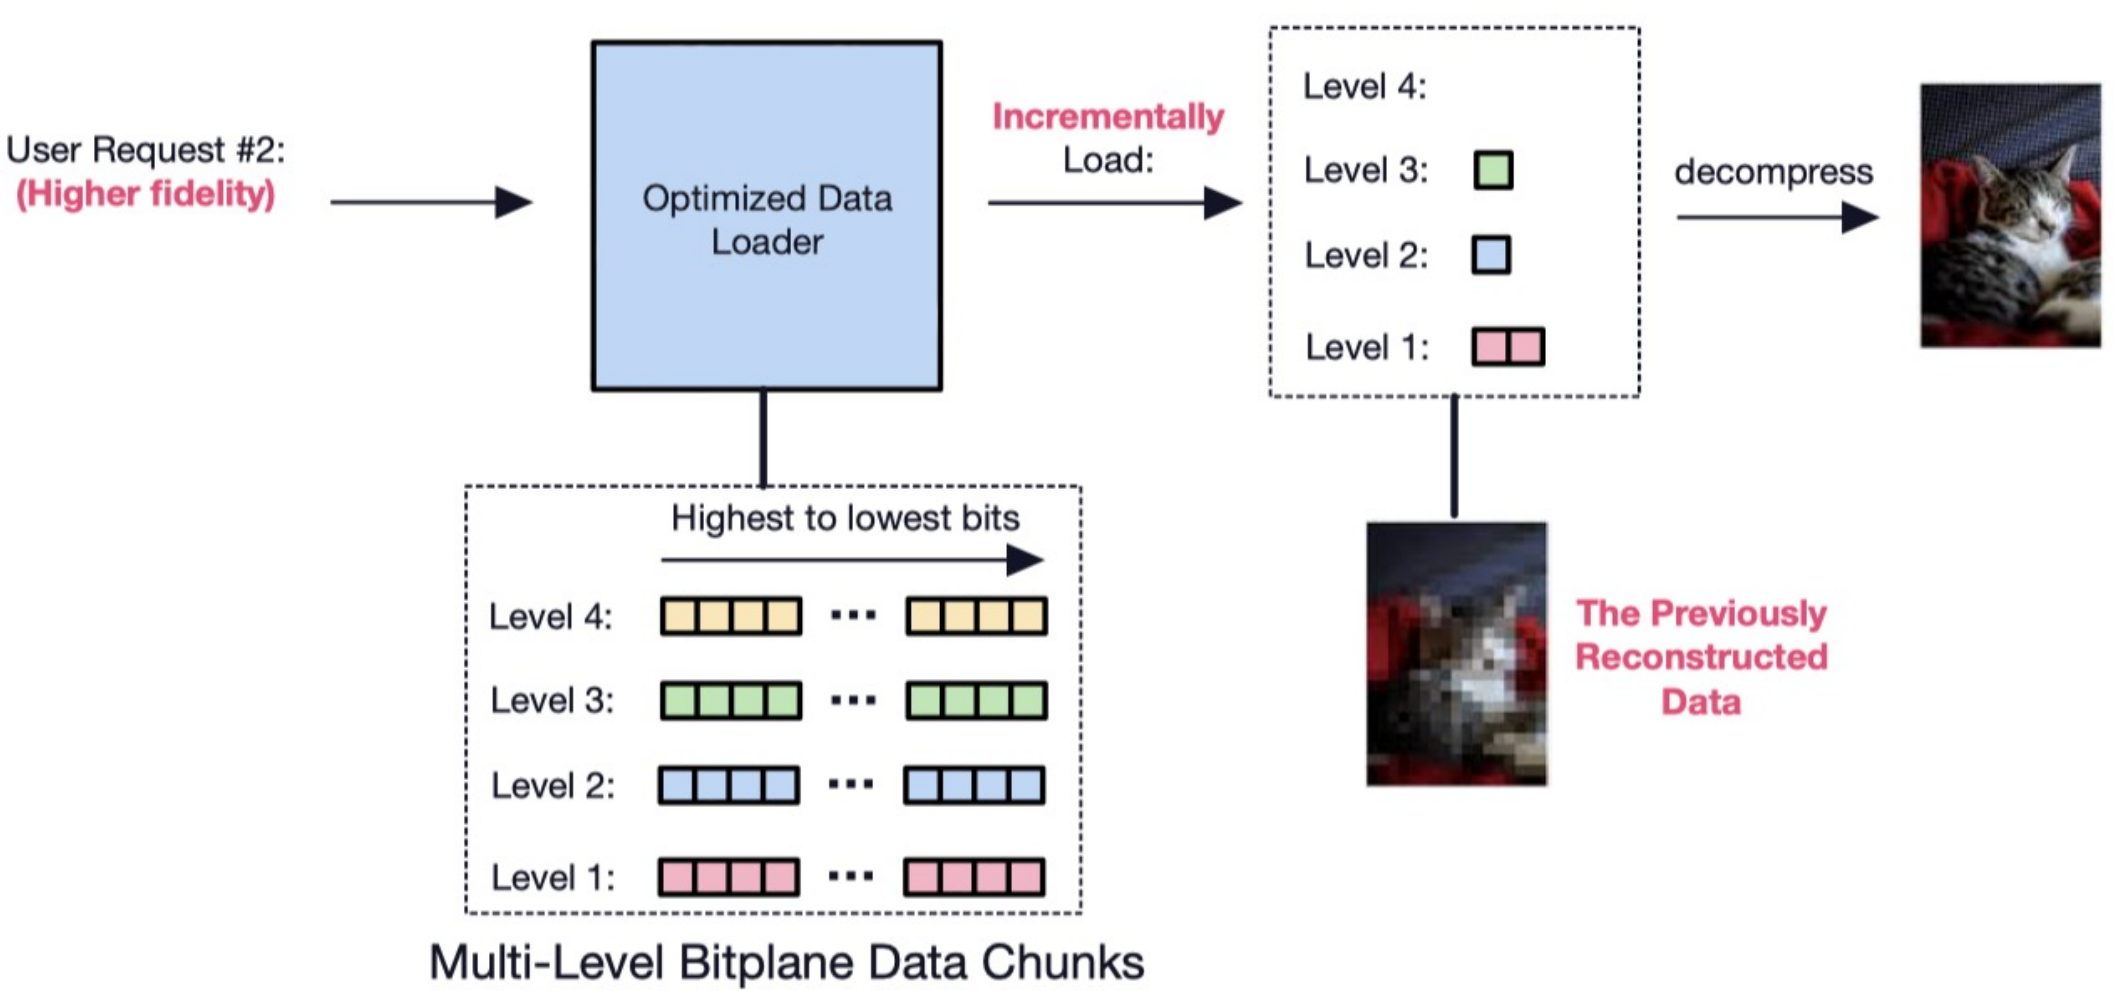 User Request #2:
(Higher fidelity)
Optimized Data
Loader
Incrementally
Load:
Level 4:
Level 3:
Level 2:
Level 1:
decompress
Highest to lowest bits
Level 4:
Level 3:
Level 2:
Level 1:
Multi-Level Bitplane Data Chunks
The Previously
Reconstructed
Data